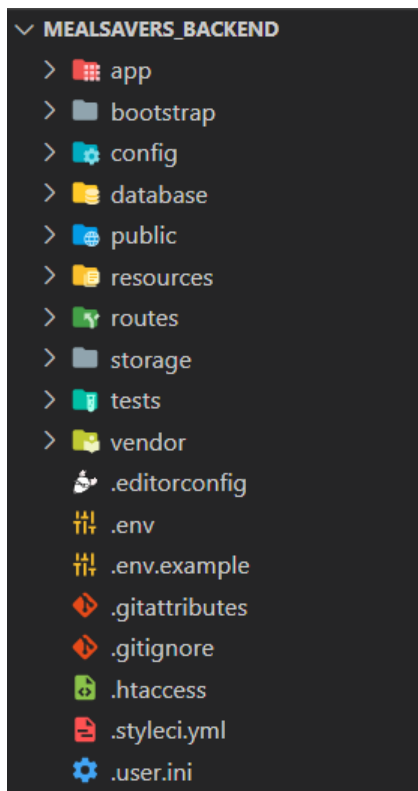 MEALSAVERS_BACKEND
app
bootstrap
config
database
public
resources
routes
storage
tests
vendor
.editorconfig
.env
.env.example
.gitattributes
.gitignore
.htaccess
.styleci.yml
.user.ini